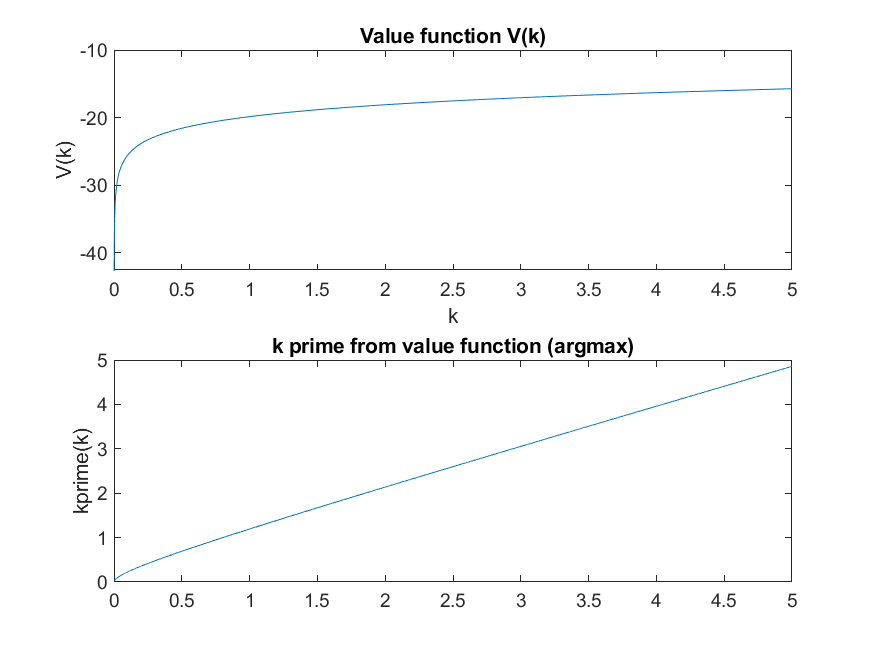 Value function V(k)
-10
-20
-30
-40
V(k)
0 0.5 1 1.5 2 2.5 3 3.5 4 4.5 5
k
k prime from value function (argmax)
5
4
3
2
1
0
kprime(k)
0 0.5 1 1.5 2 2.5 3 3.5 4 4.5 5